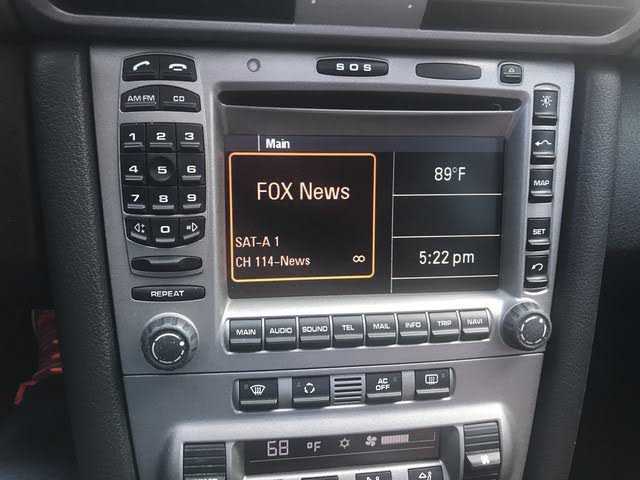 SOS
AM FM
CD
1 2 3
4 5 6
7 8 9
0
REPEAT
Main
FOX News
SAT-A 1
CH 114-News
89°F
5:22 pm
MAP
SET
MAIN AUDIO SOUND TEL MAIL INFO TRIP NAVI
AC OFF
68 °F